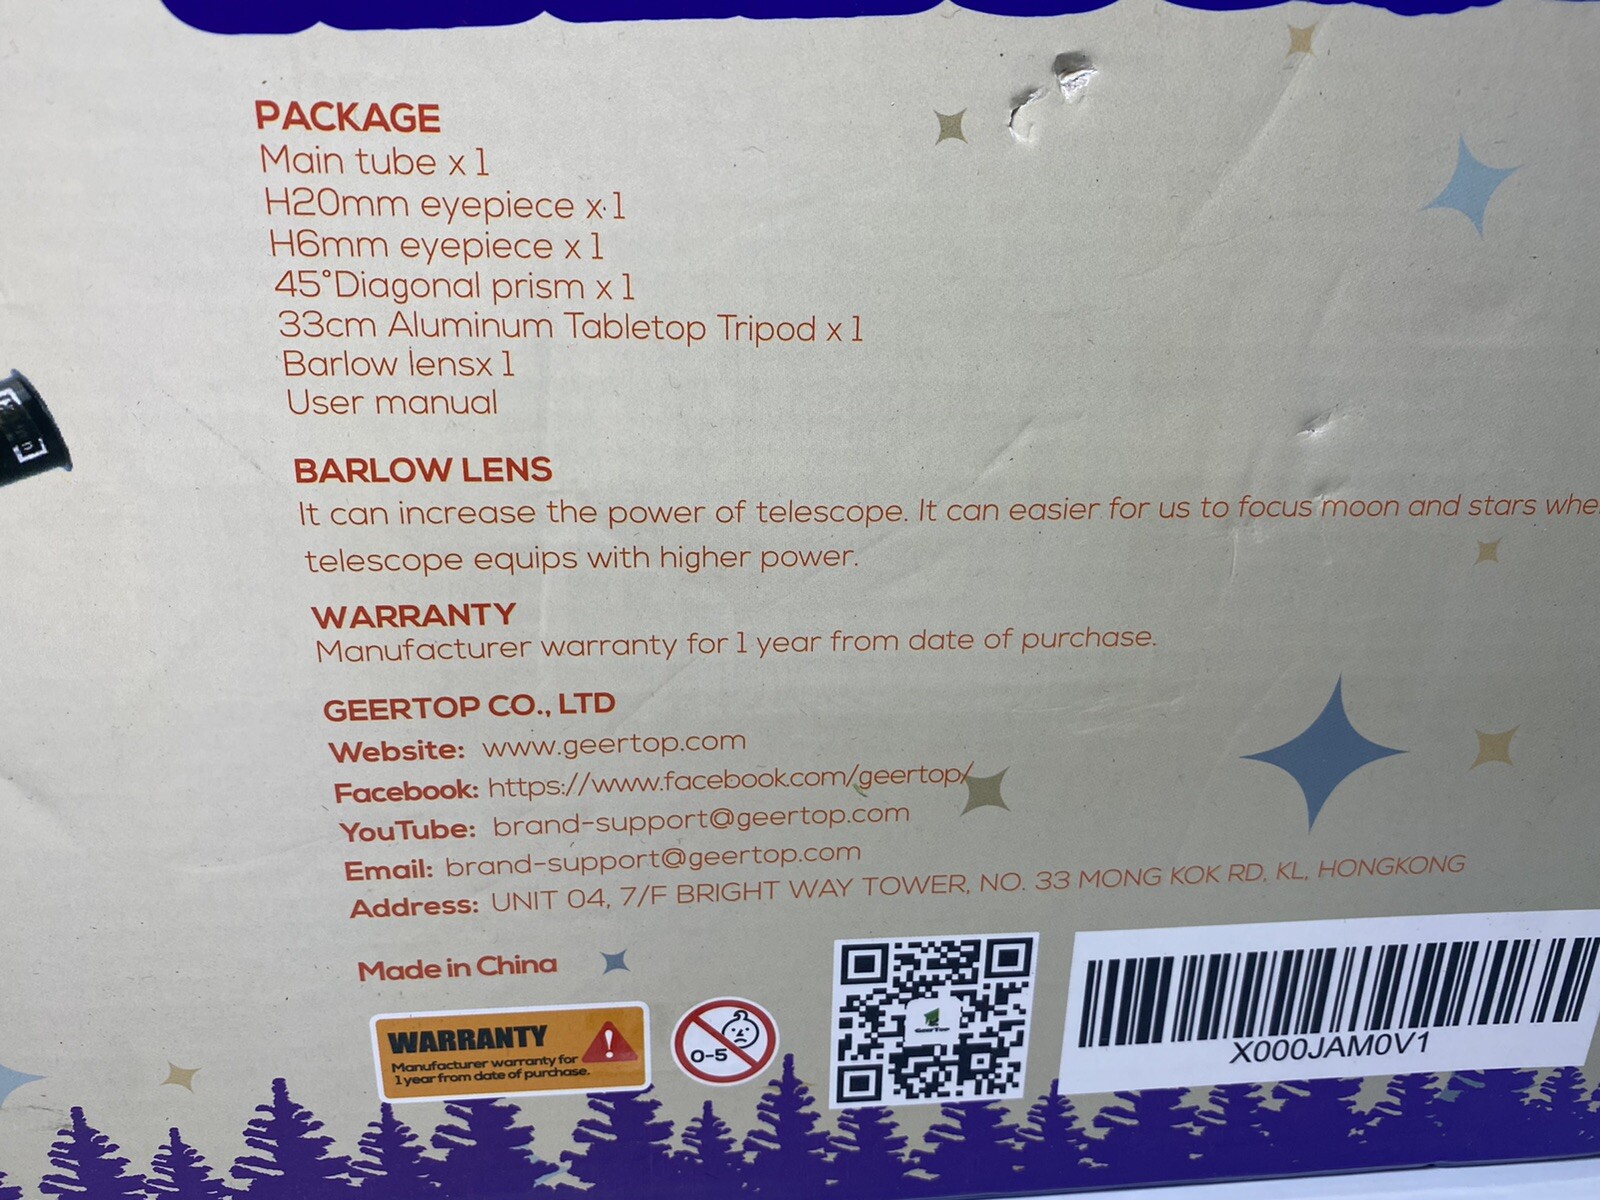 PACKAGE
Main tube x 1
H20mm eyepiece x 1
H6mm eyepiece x 1
45°Diagonal prism x 1
33cm Aluminum Tabletop Tripod x 1
Barlow lensx 1
User manual
BARLOW LENS
It can increase the power of telescope. It can easier for us to focus moon and stars whe
telescope equips with higher power.
WARRANTY
Manufacturer warranty for 1 year from date of purchase.
GEERTOP CO., LTD
Website: www.geertop.com
Facebook: https://www.facebook.com/geertop/
YouTube: brand-support@geertop.com
Email: brand-support@geertop.com
Address: UNIT 04, 7/F BRIGHT WAY TOWER, NO. 33 MONG KOK RD, KL, HONGKONG
Made in China
WARRANTY
Manufacturer warranty for
1 year from date of purchase.
0-5
GeerTop
X000JAM0V1